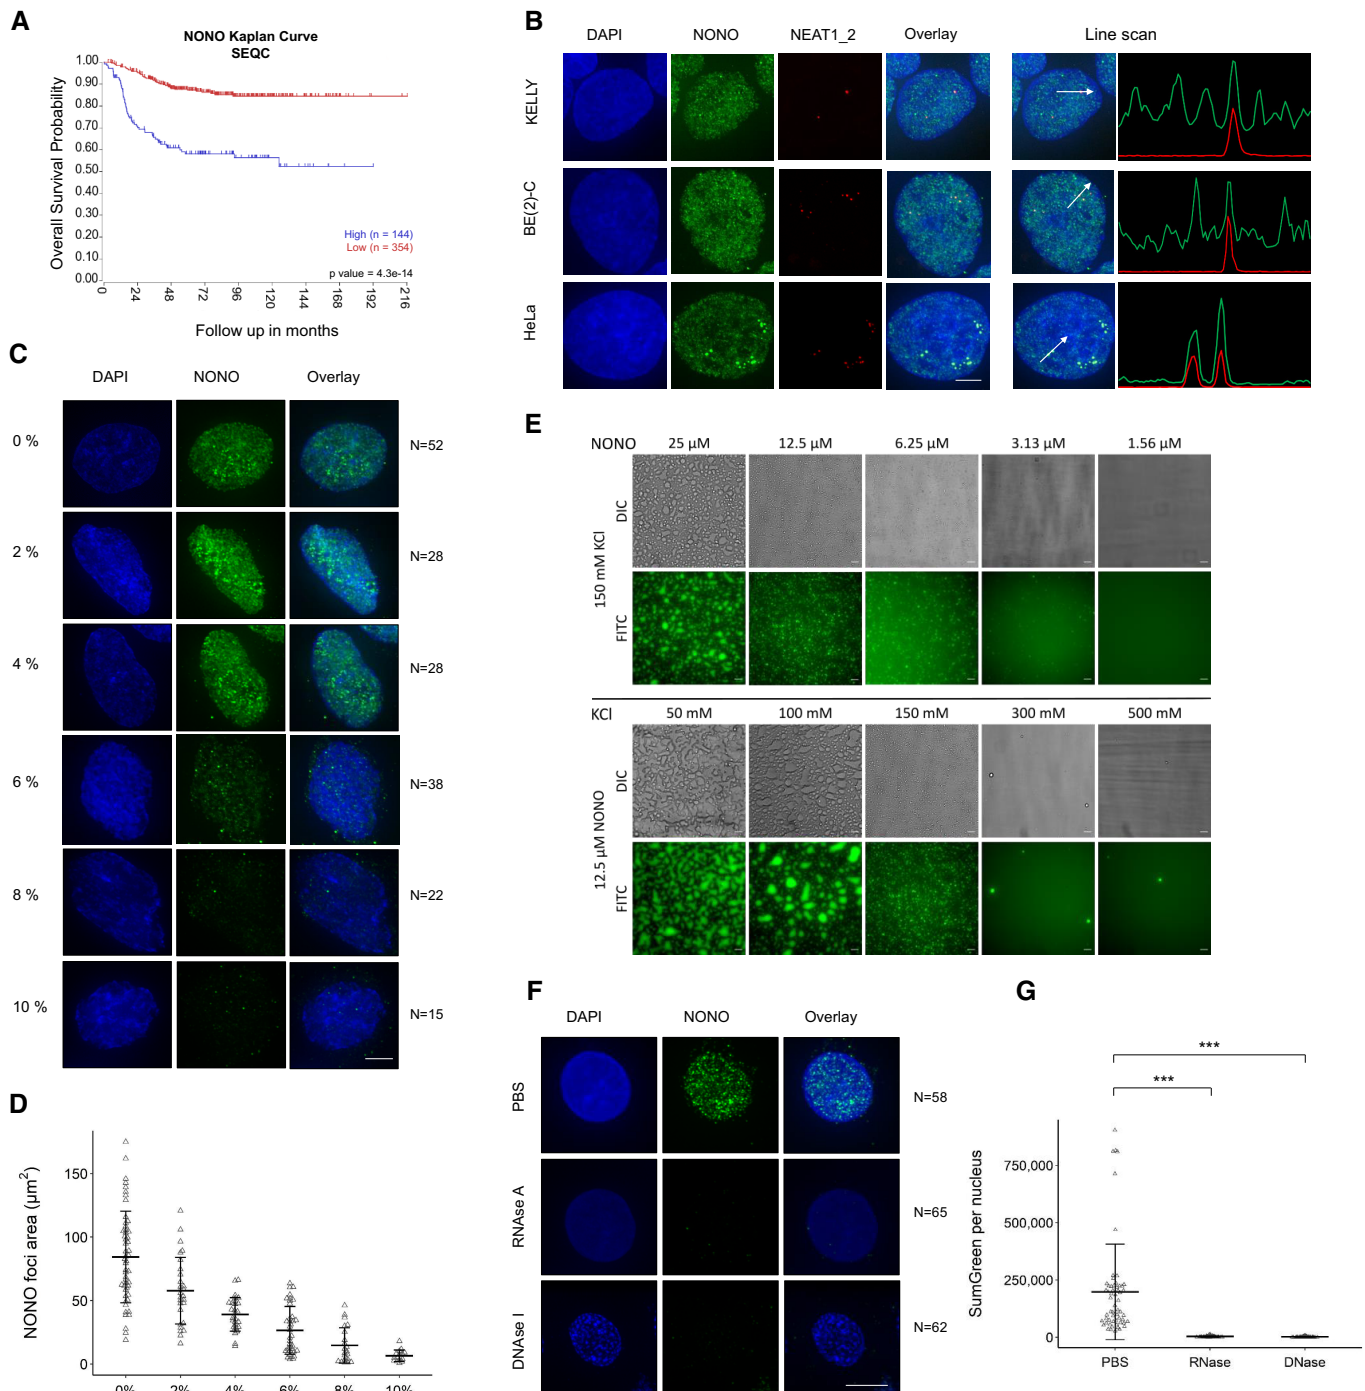 A
NONO Kaplan Curve
SEQC
Overall Survival Probability
1.00
0.90
0.80
0.70
0.60
0.50
0.40
0.30
0.20
0.10
0.00
High (n = 144)
Low (n = 354)
p value = 4.3e-14
0 24 48 72 96 120 144 168 192 216
Follow up in months
B
DAPI NONO NEAT1_2 Overlay Line scan
KELLY
BE(2)-C
HeLa
C
DAPI NONO Overlay
0 % N=52
2 % N=28
4 % N=28
6 % N=38
8 % N=22
10 % N=15
D
NONO foci area (μm²)
150
100
50
0
0% 2% 4% 6% 8% 10%
E
NONO 25 μM 12.5 μM 6.25 μM 3.13 μM 1.56 μM
150 mM KCl
DIC
FITC
KCl 50 mM 100 mM 150 mM 300 mM 500 mM
12.5 μM NONO
DIC
FITC
F
DAPI NONO Overlay
PBS N=58
RNAse A N=65
DNAse I N=62
G
***
***
SumGreen per nucleus
750,000
500,000
250,000
0
PBS RNase DNase